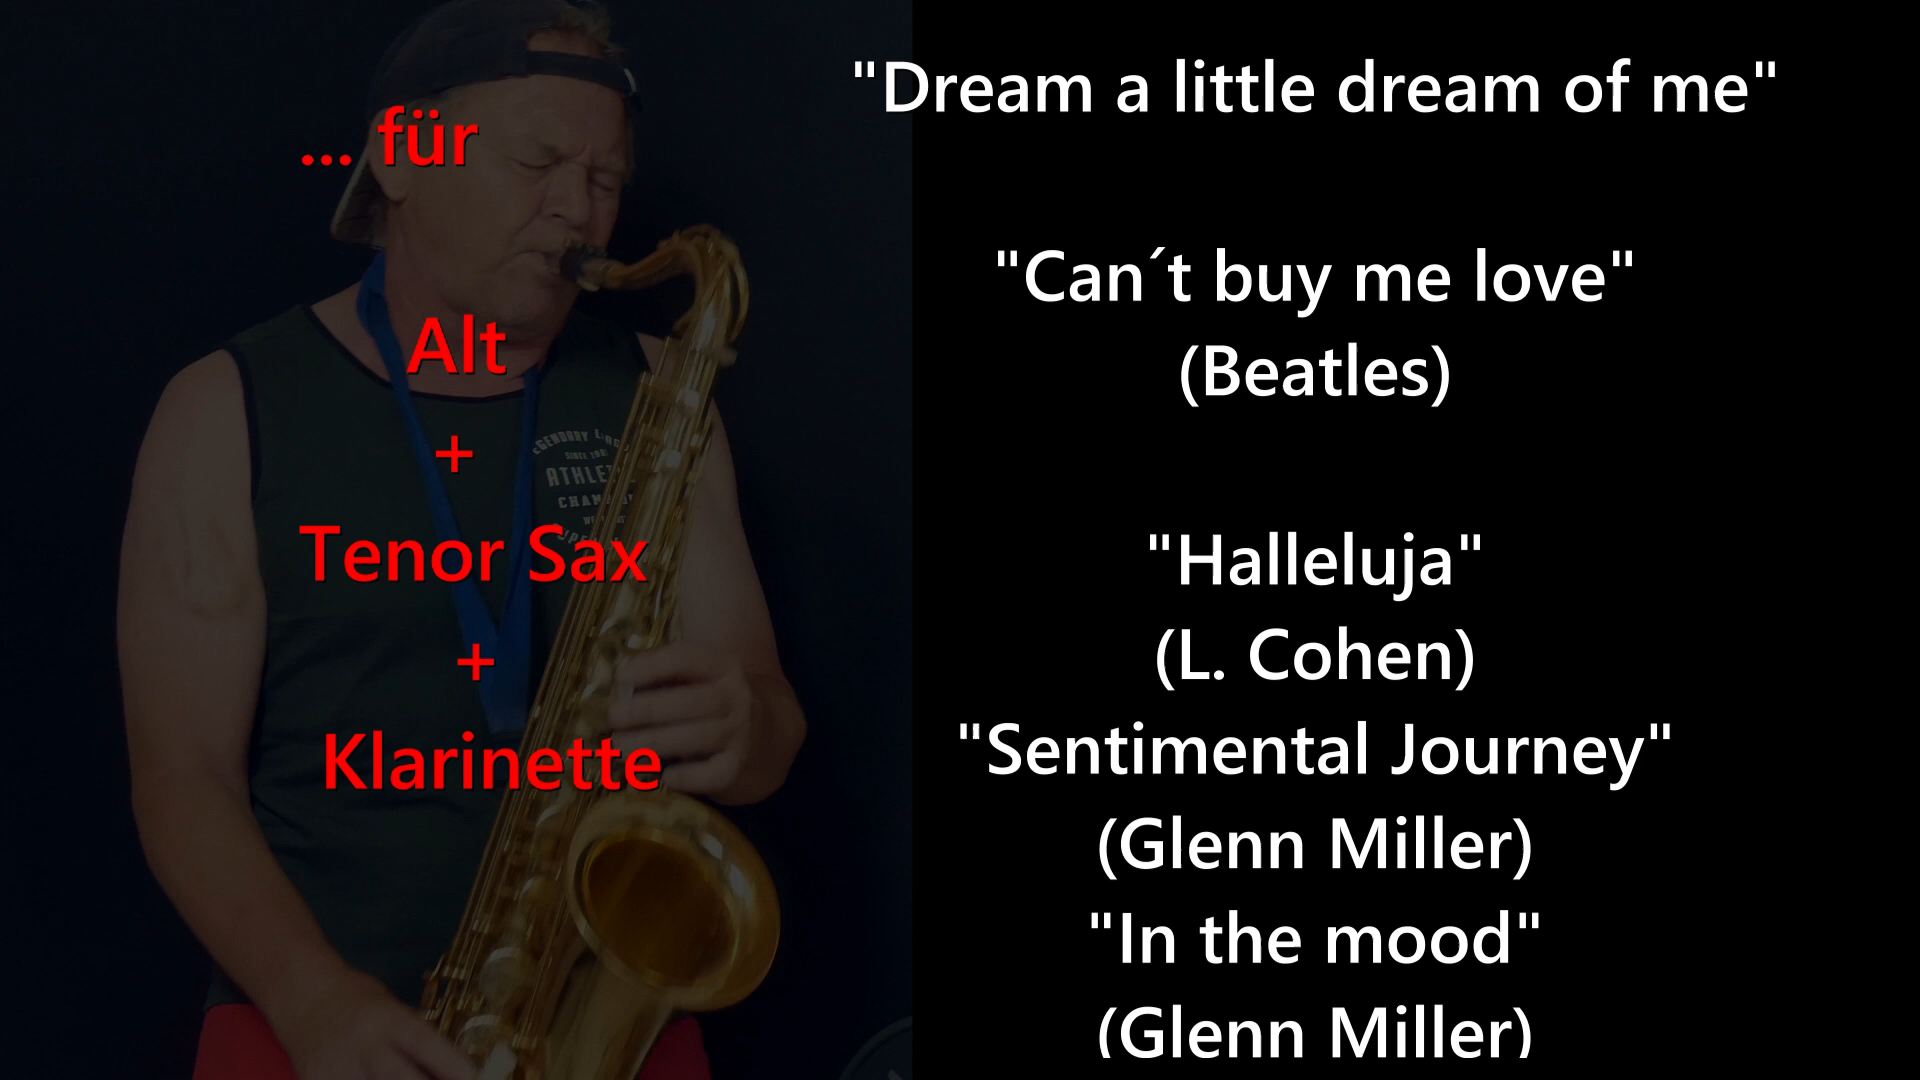 ... für
Alt
+
Tenor Sax
+
Klarinette
"Dream a little dream of me"
"Can´t buy me love"
(Beatles)
"Halleluja"
(L. Cohen)
"Sentimental Journey"
(Glenn Miller)
"In the mood"
(Glenn Miller)
SINCE